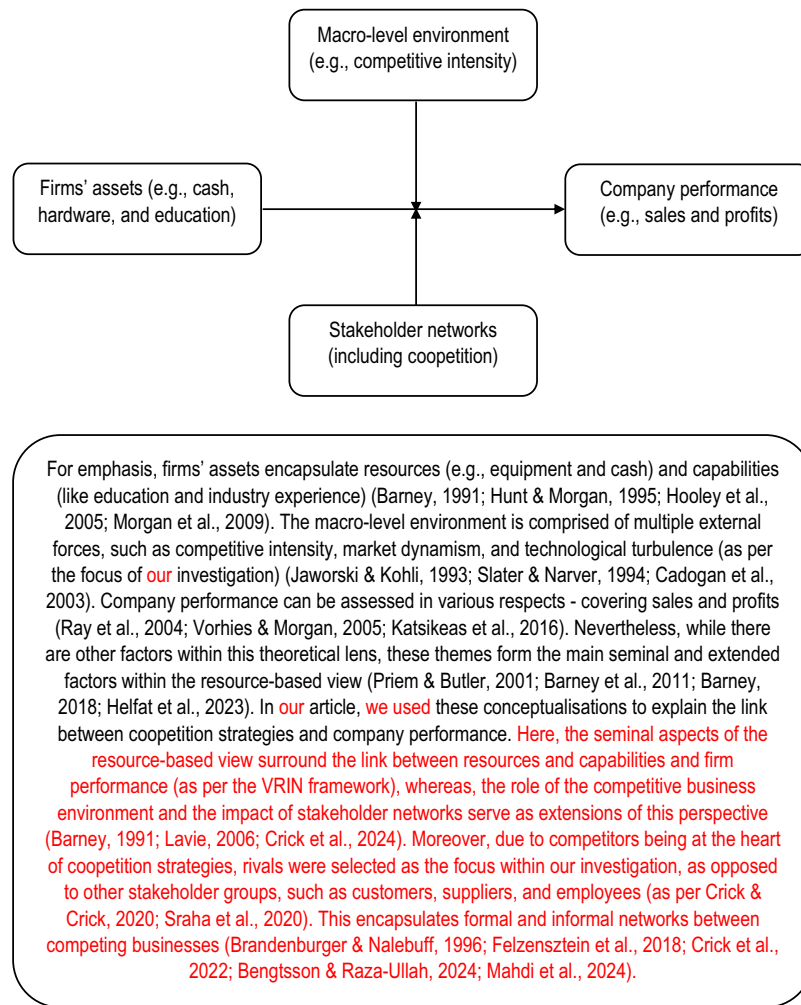 Macro-level environment
(e.g., competitive intensity)
Firms’ assets (e.g., cash,
hardware, and education)
Company performance
(e.g., sales and profits)
Stakeholder networks
(including coopetition)
For emphasis, firms’ assets encapsulate resources (e.g., equipment and cash) and capabilities
(like education and industry experience) (Barney, 1991; Hunt & Morgan, 1995; Hooley et al.,
2005; Morgan et al., 2009). The macro-level environment is comprised of multiple external
forces, such as competitive intensity, market dynamism, and technological turbulence (as per
the focus of our investigation) (Jaworski & Kohli, 1993; Slater & Narver, 1994; Cadogan et al.,
2003). Company performance can be assessed in various respects - covering sales and profits
(Ray et al., 2004; Vorhies & Morgan, 2005; Katsikeas et al., 2016). Nevertheless, while there
are other factors within this theoretical lens, these themes form the main seminal and extended
factors within the resource-based view (Priem & Butler, 2001; Barney et al., 2011; Barney,
2018; Helfat et al., 2023). In our article, we used these conceptualisations to explain the link
between coopetition strategies and company performance. Here, the seminal aspects of the
resource-based view surround the link between resources and capabilities and firm
performance (as per the VRIN framework), whereas, the role of the competitive business
environment and the impact of stakeholder networks serve as extensions of this perspective
(Barney, 1991; Lavie, 2006; Crick et al., 2024). Moreover, due to competitors being at the heart
of coopetition strategies, rivals were selected as the focus within our investigation, as opposed
to other stakeholder groups, such as customers, suppliers, and employees (as per Crick &
Crick, 2020; Sraha et al., 2020). This encapsulates formal and informal networks between
competing businesses (Brandenburger & Nalebuff, 1996; Felzensztein et al., 2018; Crick et al.,
2022; Bengtsson & Raza-Ullah, 2024; Mahdi et al., 2024).